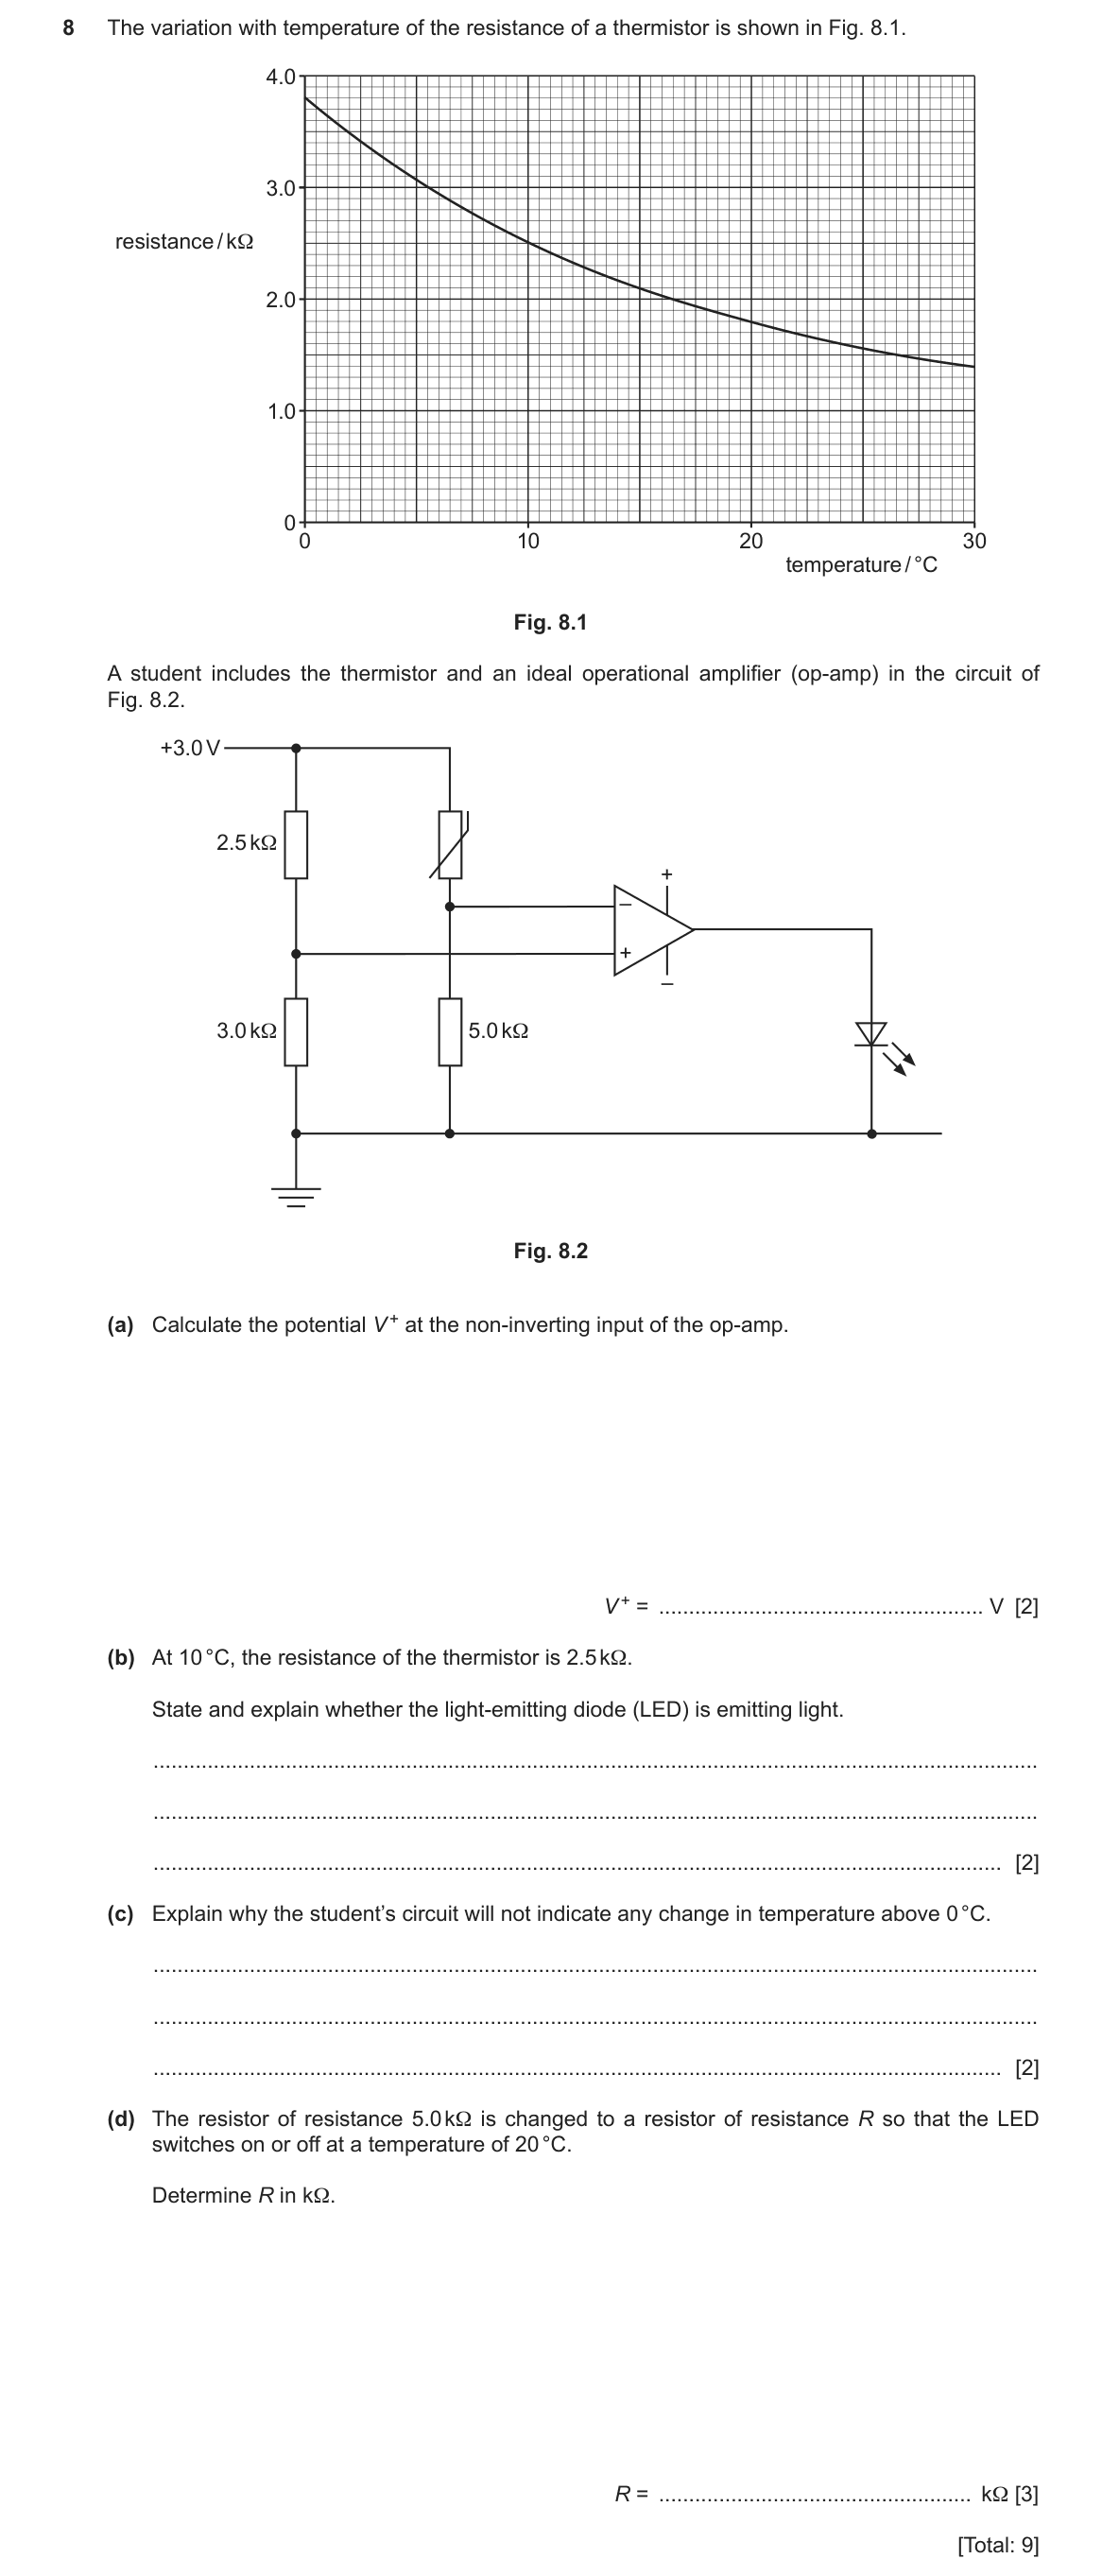 8 The variation with temperature of the resistance of a thermistor is shown in Fig. 8.1.
4.0
3.0
resistance / kΩ
2.0
1.0
0
0 10 20 30
temperature / °C
Fig. 8.1
A student includes the thermistor and an ideal operational amplifier (op-amp) in the circuit of
Fig. 8.2.
+3.0 V
2.5 kΩ
+
–
+
–
3.0 kΩ 5.0 kΩ
Fig. 8.2
(a) Calculate the potential V⁺ at the non-inverting input of the op-amp.
V⁺ = ...................................................... V [2]
(b) At 10 °C, the resistance of the thermistor is 2.5 kΩ.
State and explain whether the light-emitting diode (LED) is emitting light.
...................................................................................................................................................
...................................................................................................................................................
............................................................................................................................................. [2]
(c) Explain why the student’s circuit will not indicate any change in temperature above 0 °C.
...................................................................................................................................................
...................................................................................................................................................
............................................................................................................................................. [2]
(d) The resistor of resistance 5.0 kΩ is changed to a resistor of resistance R so that the LED
switches on or off at a temperature of 20 °C.
Determine R in kΩ.
R = .................................................... kΩ [3]
[Total: 9]